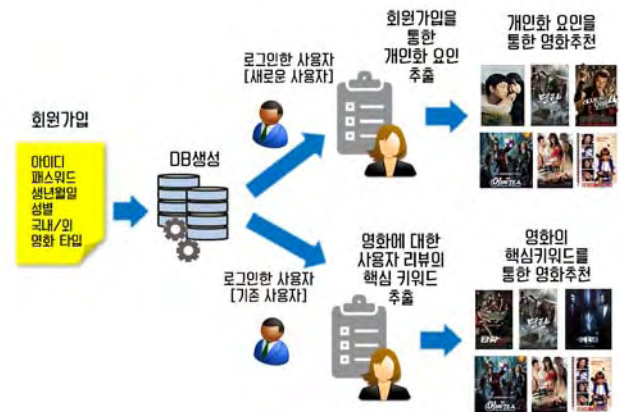 회원가입
아이디
패스워드
생년월일
성별
국내/외
영화 타입
DB생성
로그인한 사용자
[새로운 사용자]
회원가입을
통한
개인화 요인
추출
개인화 요인을
통한 영화추천
로그인한 사용자
[기존 사용자]
영화에 대한
사용자 리뷰의
핵심 키워드
추출
영화의
핵심키워드를
통한 영화추천